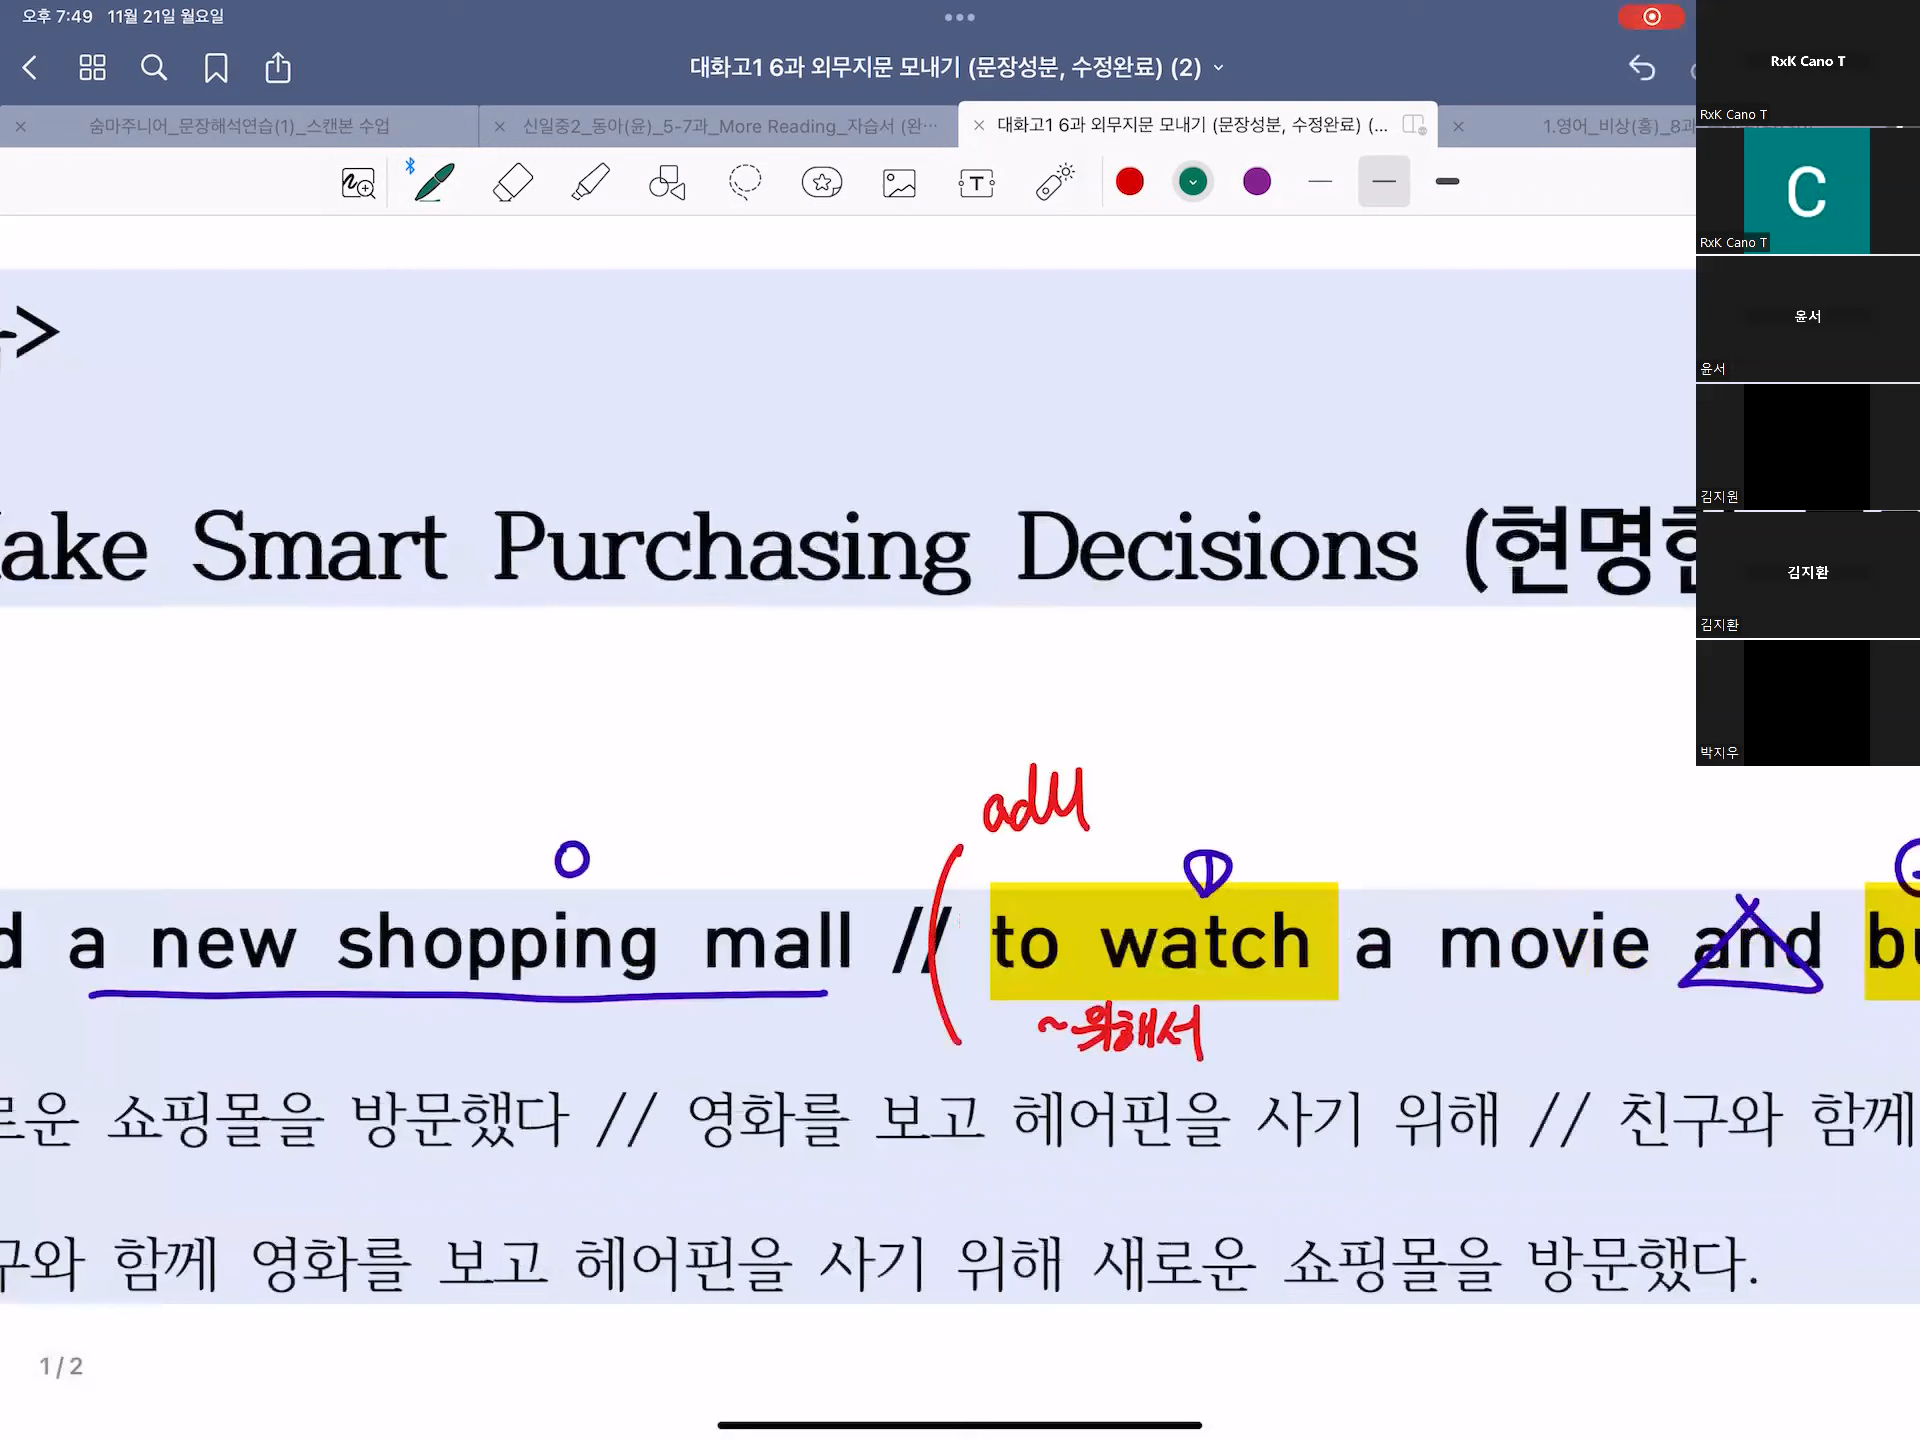 오후 7:49 11월 21일 월요일
대화고1 6과 외무지문 모내기 (문장성분, 수정완료) (2)
숨마주니어_문장해석연습(1)_스캔본 수업
신일중2_동아(윤)_5-7과_More Reading_자습서 (완…
대화고1 6과 외무지문 모내기 (문장성분, 수정완료) (…
1.영어_비상(홍)_8과
T
RxK Cano T
RxK Cano T
C
RxK Cano T
윤서
윤서
김지원
김지환
김지환
박지우
->
ake Smart Purchasing Decisions (현명한
O
d a new shopping mall // to watch a movie and bu
~위해서
로운 쇼핑몰을 방문했다 // 영화를 보고 헤어핀을 사기 위해 // 친구와 함께
구와 함께 영화를 보고 헤어핀을 사기 위해 새로운 쇼핑몰을 방문했다.
1 / 2